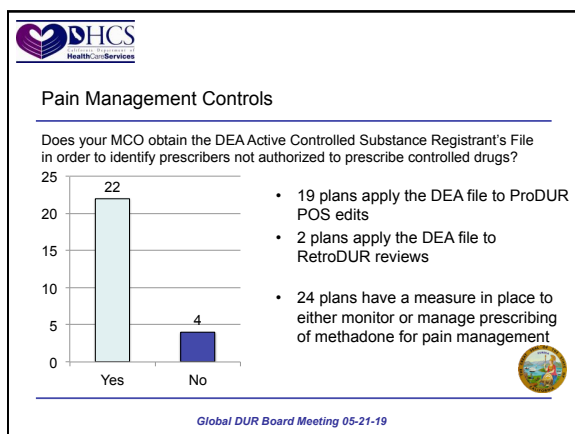 DHCS
California Department of
HealthCareServices
Pain Management Controls
Does your MCO obtain the DEA Active Controlled Substance Registrant's File
in order to identify prescribers not authorized to prescribe controlled drugs?
25
20
15
10
5
0
22
4
Yes
No
• 19 plans apply the DEA file to ProDUR
POS edits
• 2 plans apply the DEA file to
RetroDUR reviews
• 24 plans have a measure in place to
either monitor or manage prescribing
of methadone for pain management
Global DUR Board Meeting 05-21-19